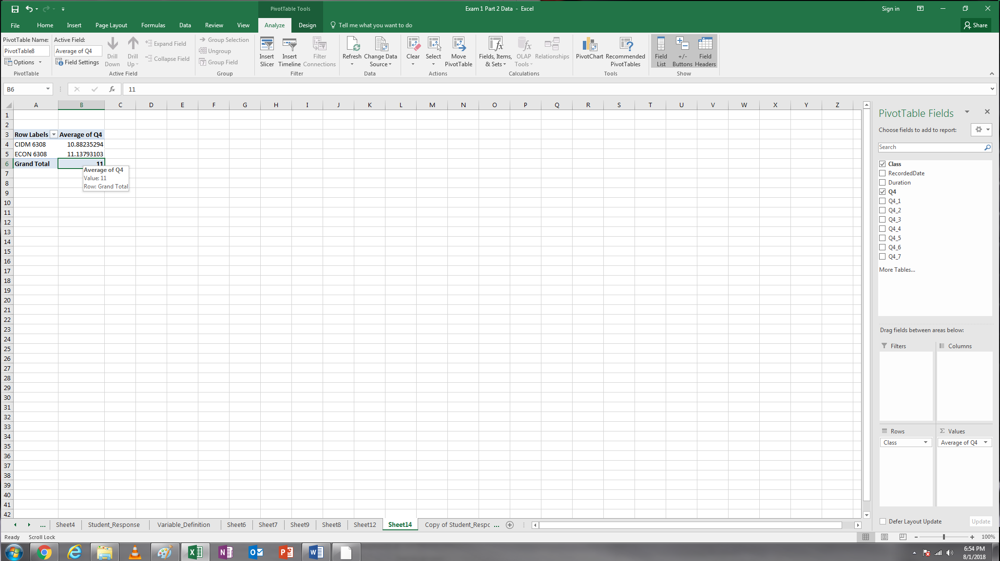 PivotTable Tools
Exam 1 Part 2 Data - Excel
Sign in
File Home Insert Page Layout Formulas Data Review View Analyze Design Tell me what you want to do Share
PivotTable Name:
PivotTable8
Options
PivotTable
Active Field:
Average of Q4
Field Settings
Drill Down
Drill Up
Expand Field
Collapse Field
Active Field
Group Selection
Ungroup
Group Field
Group
Insert Slicer
Insert Timeline
Filter Connections
Filter
Refresh
Change Data Source
Data
Clear
Select
Move PivotTable
Actions
Fields, Items, & Sets
OLAP Tools
Relationships
Calculations
PivotChart
Recommended PivotTables
Tools
Field List
+/- Buttons
Field Headers
Show
B6
fx
11
A B C D E F G H I J K L M N O P Q R S T U V W X Y Z
1
2
3 Row Labels Average of Q4
4 CIDM 6308 10.88235294
5 ECON 6308 11.13793103
6 Grand Total 11
Average of Q4
Value: 11
Row: Grand Total
7
8
9
10
11
12
13
14
15
16
17
18
19
20
21
22
23
24
25
26
27
28
29
30
31
32
33
34
35
36
37
38
39
40
41
42
PivotTable Fields
Choose fields to add to report:
Search
Class
RecordedDate
Duration
Q4
Q4_1
Q4_2
Q4_3
Q4_4
Q4_5
Q4_6
Q4_7
More Tables...
Drag fields between areas below:
Filters
Columns
Rows
Σ Values
Class
Average of Q4
Defer Layout Update
Update
... Sheet4 Student_Response Variable_Definition Sheet6 Sheet7 Sheet9 Sheet8 Sheet12 Sheet14 Copy of Student_Respc ...
Ready Scroll Lock
100%
6:54 PM
8/1/2018